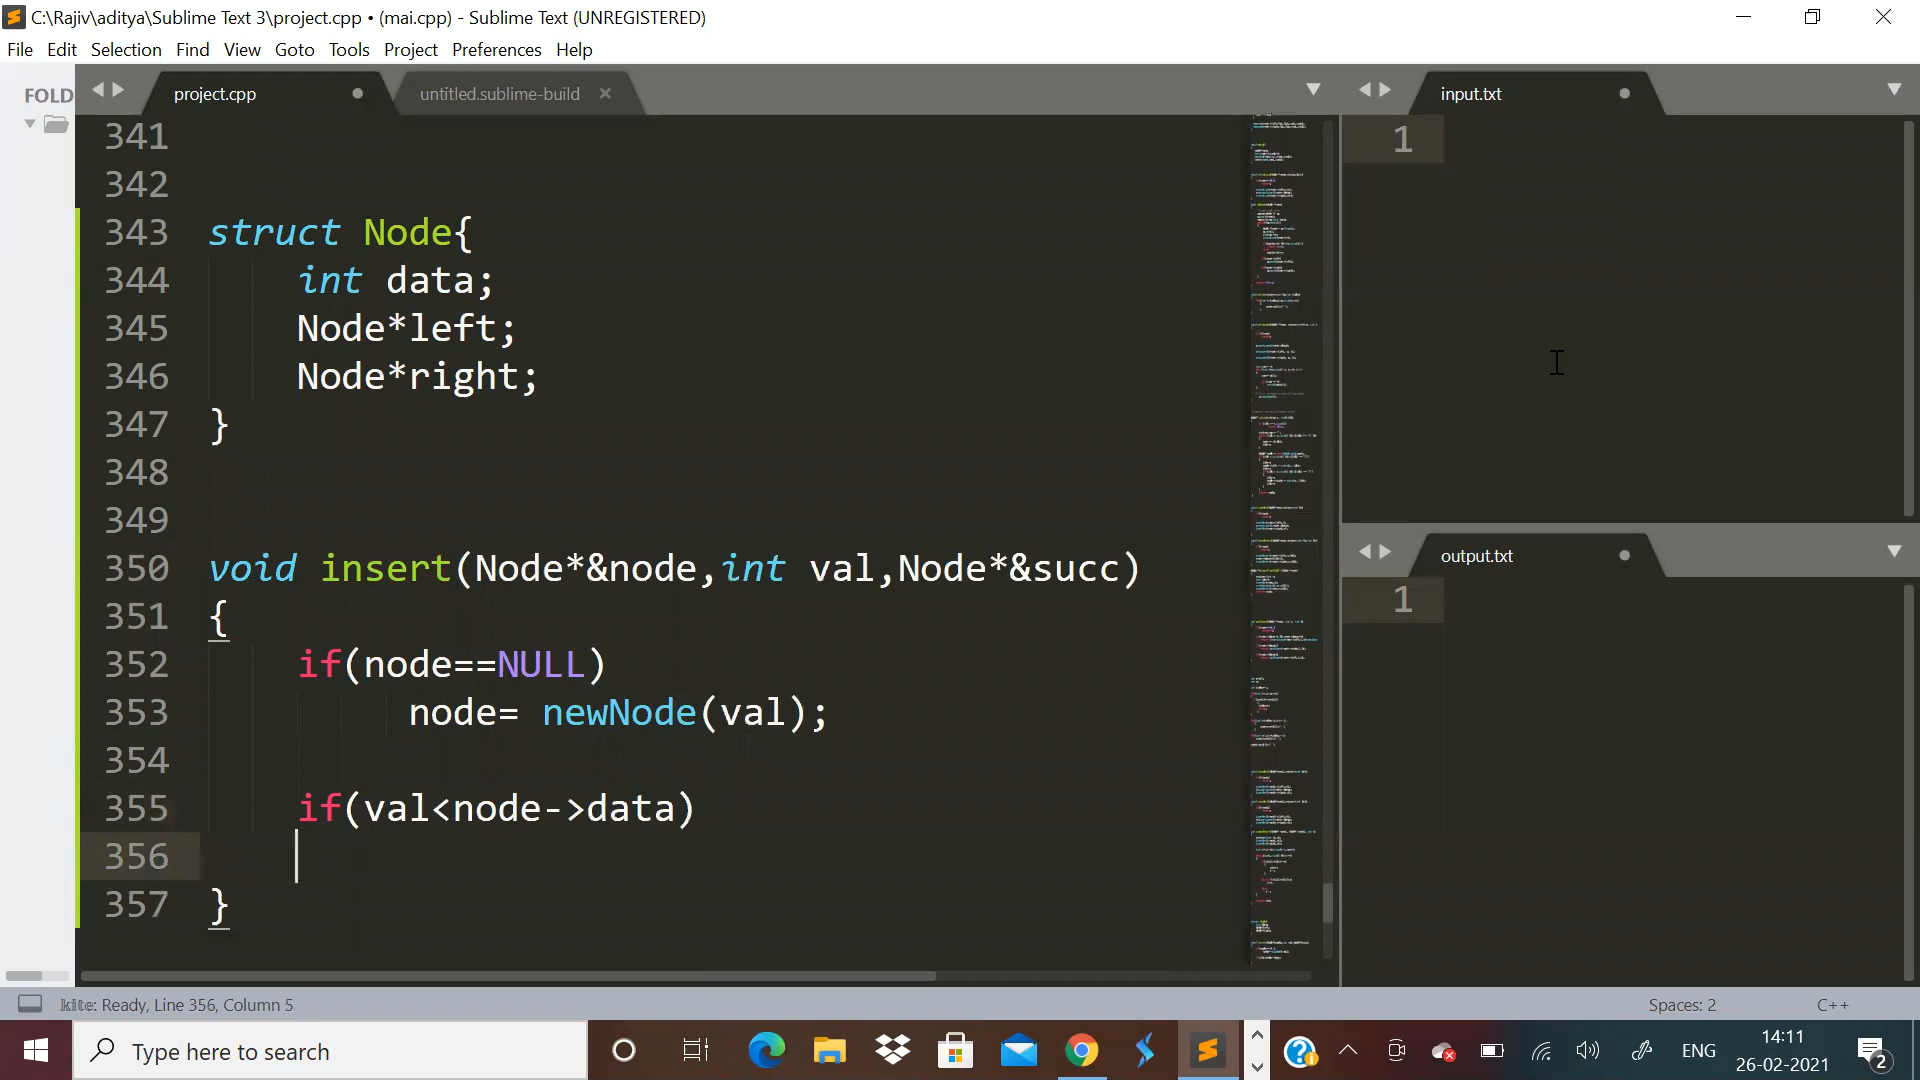 C:\Rajiv\aditya\Sublime Text 3\project.cpp • (mai.cpp) - Sublime Text (UNREGISTERED)
File Edit Selection Find View Goto Tools Project Preferences Help
FOLD
project.cpp
untitled.sublime-build
341
342
343 struct Node{
344 int data;
345 Node*left;
346 Node*right;
347 }
348
349
350 void insert(Node*&node,int val,Node*&succ)
351 {
352 if(node==NULL)
353 node= newNode(val);
354
355 if(val<node->data)
356
357 }
input.txt
1
output.txt
1
kite: Ready, Line 356, Column 5
Spaces: 2
C++
Type here to search
ENG
14:11
26-02-2021
2